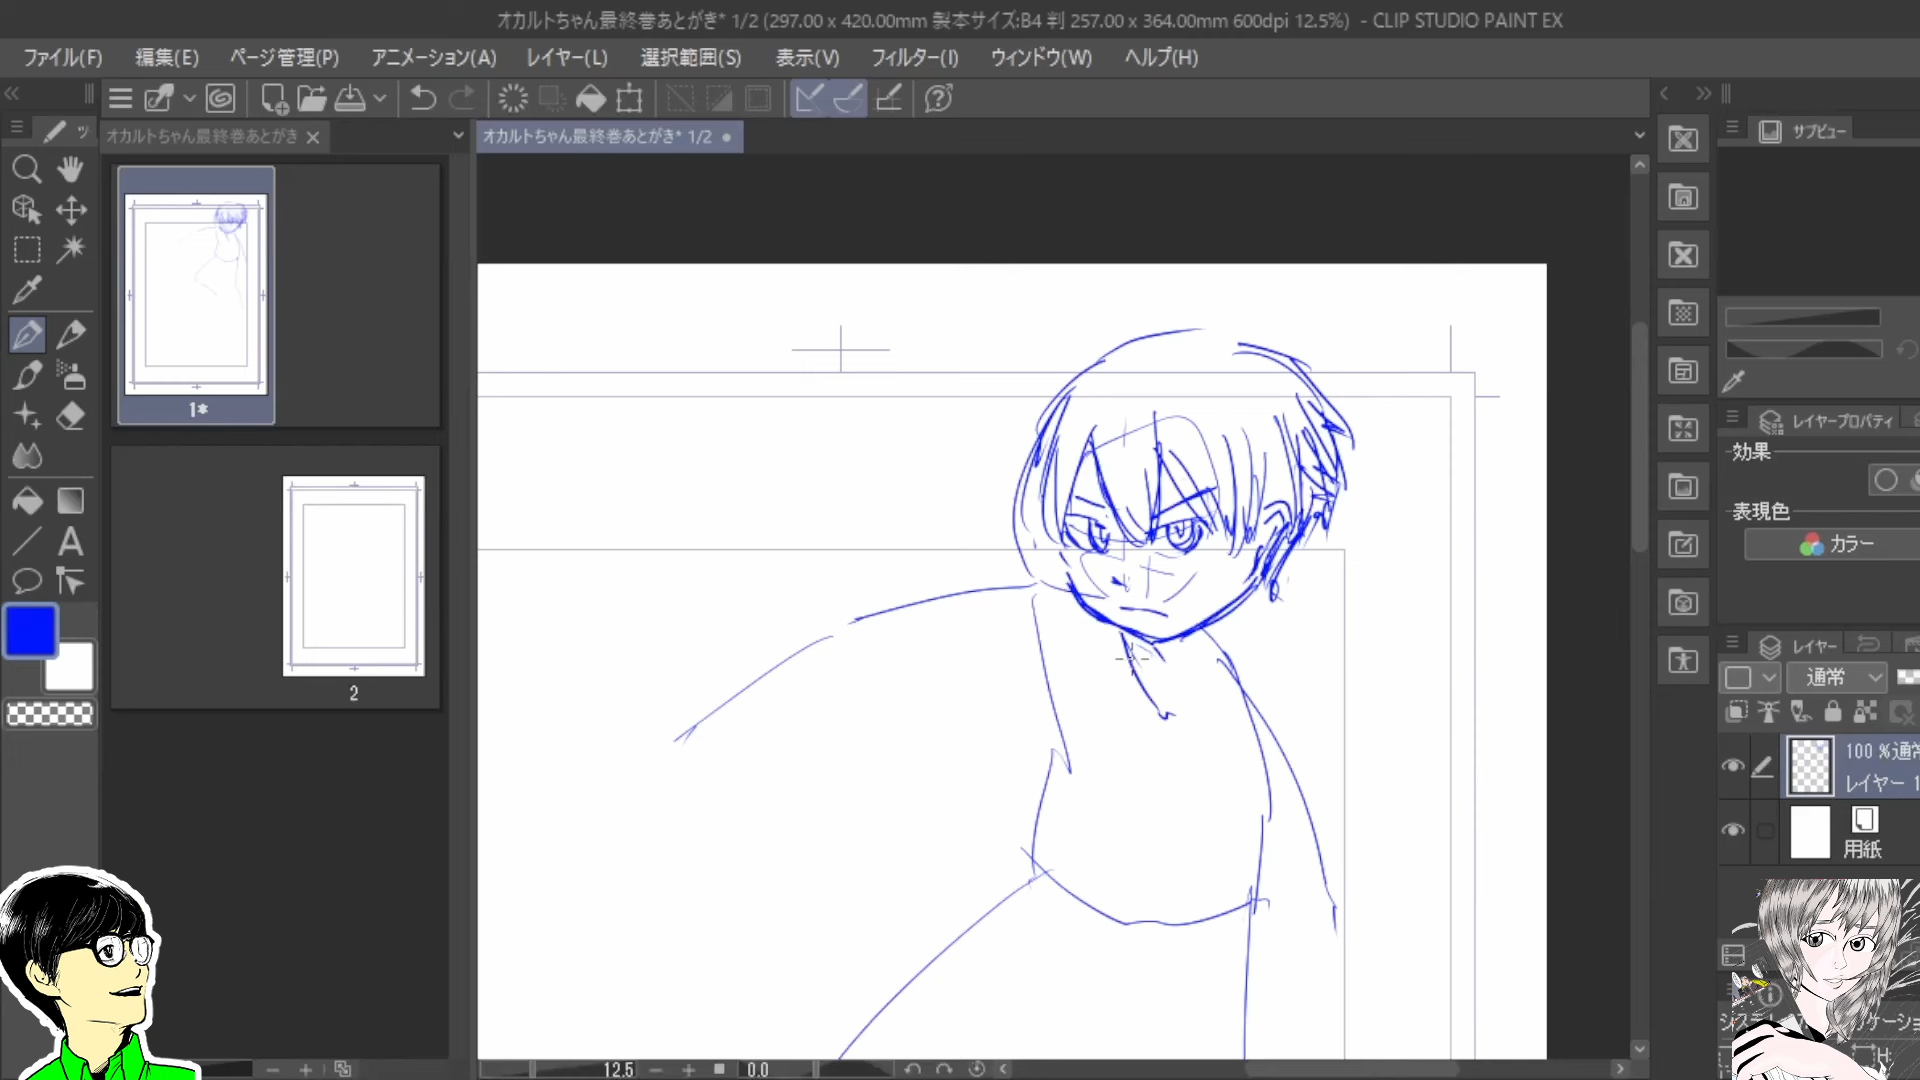 オカルトちゃん最終巻あとがき* 1/2 (297.00 x 420.00mm 製本サイズ:B4 判 257.00 x 364.00mm 600dpi 12.5%) - CLIP STUDIO PAINT EX
ファイル(F) 編集(E) ページ管理(P) アニメーション(A) レイヤー(L) 選択範囲(S) 表示(V) フィルター(I) ウィンドウ(W) ヘルプ(H)
ツ オカルトちゃん最終巻あとがき オカルトちゃん最終巻あとがき* 1/2 サブビュー
1*
2
レイヤープロパティ
効果
表現色
カラー
レイヤー
通常
100 %通常
レイヤー 1
用紙
12.5 0.0